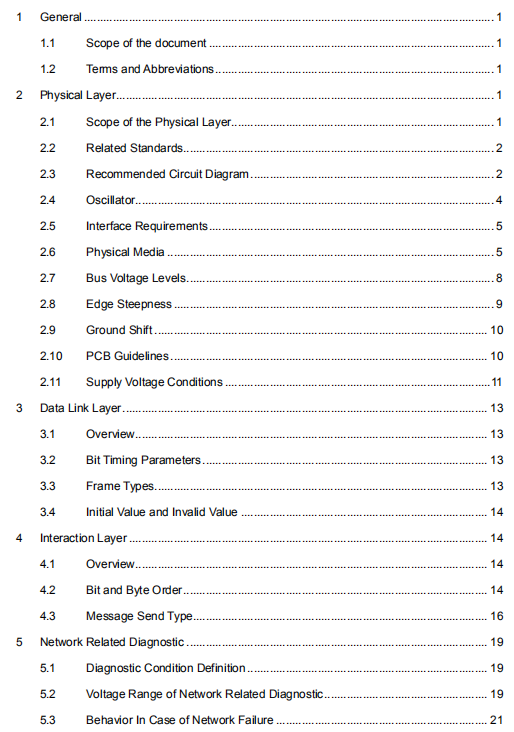 1 General ........................................................ 1
1.1 Scope of the document ........................................................ 1
1.2 Terms and Abbreviations ........................................................ 1
2 Physical Layer ........................................................ 1
2.1 Scope of the Physical Layer ........................................................ 1
2.2 Related Standards ........................................................ 2
2.3 Recommended Circuit Diagram ........................................................ 2
2.4 Oscillator ........................................................ 4
2.5 Interface Requirements ........................................................ 5
2.6 Physical Media ........................................................ 5
2.7 Bus Voltage Levels ........................................................ 8
2.8 Edge Steepness ........................................................ 9
2.9 Ground Shift ........................................................ 10
2.10 PCB Guidelines ........................................................ 10
2.11 Supply Voltage Conditions ........................................................ 11
3 Data Link Layer ........................................................ 13
3.1 Overview ........................................................ 13
3.2 Bit Timing Parameters ........................................................ 13
3.3 Frame Types ........................................................ 13
3.4 Initial Value and Invalid Value ........................................................ 14
4 Interaction Layer ........................................................ 14
4.1 Overview ........................................................ 14
4.2 Bit and Byte Order ........................................................ 14
4.3 Message Send Type ........................................................ 16
5 Network Related Diagnostic ........................................................ 19
5.1 Diagnostic Condition Definition ........................................................ 19
5.2 Voltage Range of Network Related Diagnostic ........................................................ 19
5.3 Behavior In Case of Network Failure ........................................................ 21